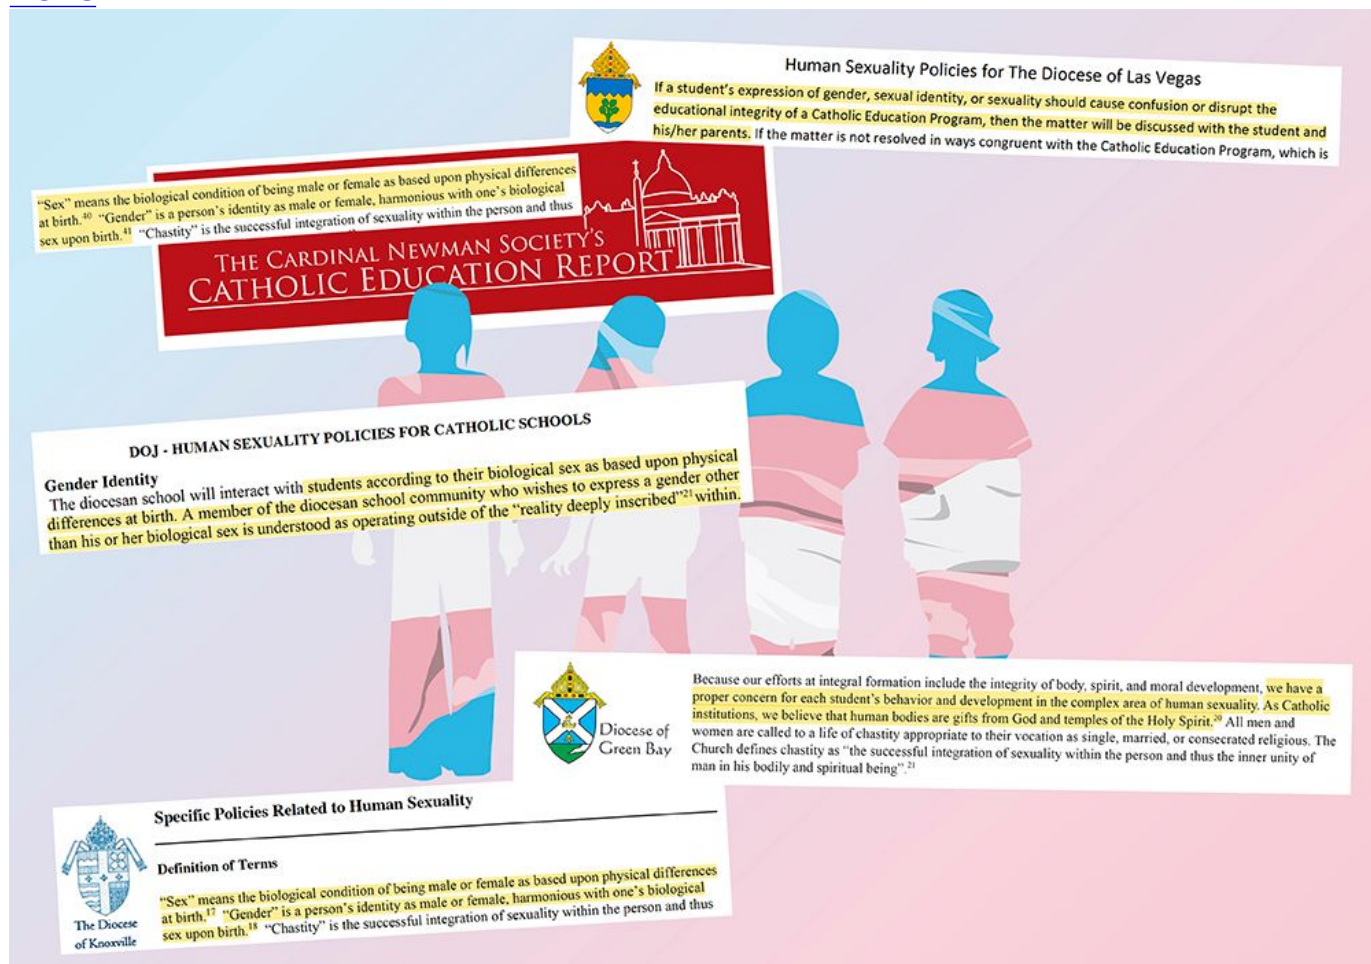 Human Sexuality Policies for The Diocese of Las Vegas
If a student's expression of gender, sexual identity, or sexuality should cause confusion or disrupt the
educational integrity of a Catholic Education Program, then the matter will be discussed with the student and
his/her parents. If the matter is not resolved in ways congruent with the Catholic Education Program, which is
“Sex” means the biological condition of being male or female as based upon physical differences
at birth.⁴⁰ “Gender” is a person’s identity as male or female, harmonious with one’s biological
sex upon birth.⁴¹ “Chastity” is the successful integration of sexuality within the person and thus
THE CARDINAL NEWMAN SOCIETY'S
CATHOLIC EDUCATION REPORT
DOJ - HUMAN SEXUALITY POLICIES FOR CATHOLIC SCHOOLS
Gender Identity
The diocesan school will interact with students according to their biological sex as based upon physical
differences at birth. A member of the diocesan school community who wishes to express a gender other
than his or her biological sex is understood as operating outside of the “reality deeply inscribed”²¹ within.
Diocese of
Green Bay
Because our efforts at integral formation include the integrity of body, spirit, and moral development, we have a
proper concern for each student’s behavior and development in the complex area of human sexuality. As Catholic
institutions, we believe that human bodies are gifts from God and temples of the Holy Spirit.²⁰ All men and
women are called to a life of chastity appropriate to their vocation as single, married, or consecrated religious. The
Church defines chastity as “the successful integration of sexuality within the person and thus the inner unity of
man in his bodily and spiritual being”.²¹
The Diocese
of Knoxville
Specific Policies Related to Human Sexuality
Definition of Terms
“Sex” means the biological condition of being male or female as based upon physical differences
at birth.¹⁷ “Gender” is a person’s identity as male or female, harmonious with one’s biological
sex upon birth.¹⁸ “Chastity” is the successful integration of sexuality within the person and thus